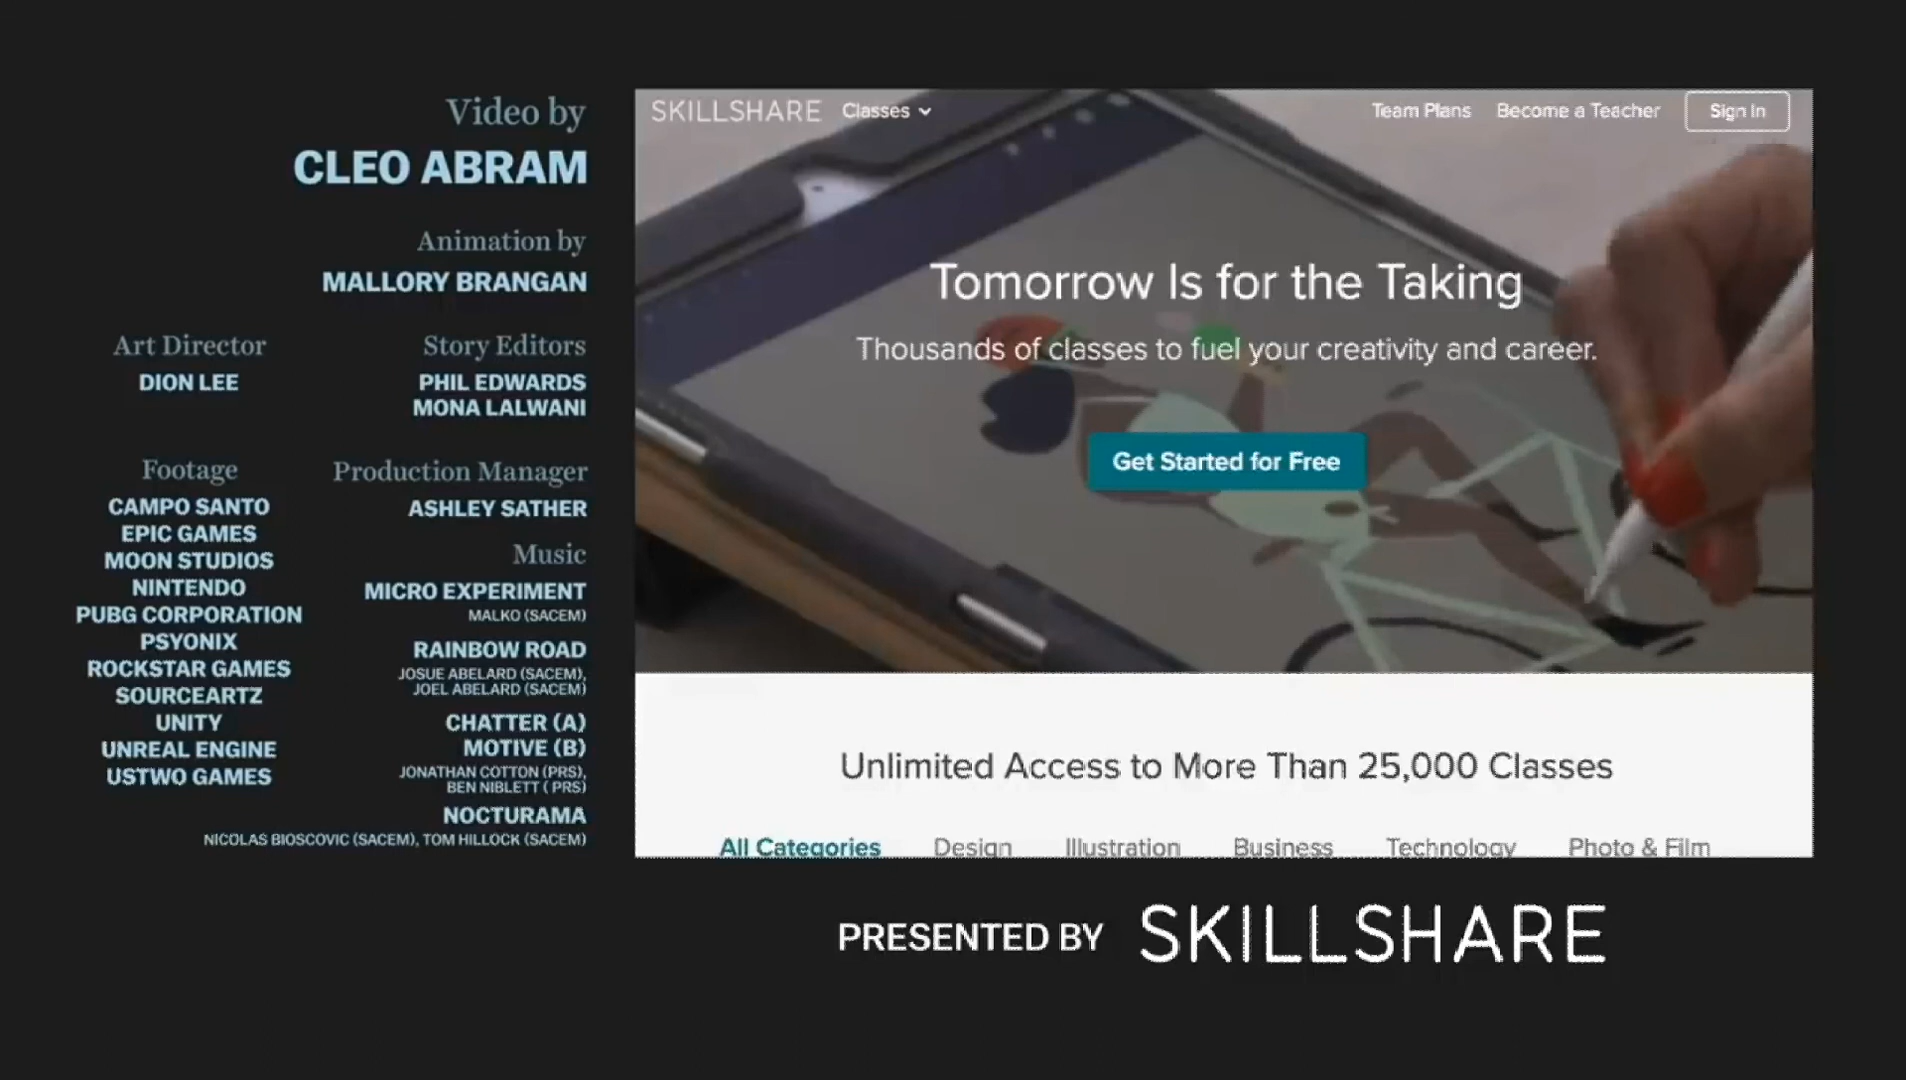 Video by
CLEO ABRAM
Animation by
MALLORY BRANGAN
Art Director
DION LEE
Story Editors
PHIL EDWARDS
MONA LALWANI
Footage
CAMPO SANTO
EPIC GAMES
MOON STUDIOS
NINTENDO
PUBG CORPORATION
PSYONIX
ROCKSTAR GAMES
SOURCEARTZ
UNITY
UNREAL ENGINE
USTWO GAMES
Production Manager
ASHLEY SATHER
Music
MICRO EXPERIMENT
MALKO (SACEM)
RAINBOW ROAD
JOSUE ABELARD (SACEM),
JOEL ABELARD (SACEM)
CHATTER (A)
MOTIVE (B)
JONATHAN COTTON (PRS),
BEN NIBLETT ( PRS)
NOCTURAMA
NICOLAS BIOSCOVIC (SACEM), TOM HILLOCK (SACEM)
SKILLSHARE Classes Team Plans Become a Teacher Sign In
Tomorrow Is for the Taking
Thousands of classes to fuel your creativity and career.
Get Started for Free
Unlimited Access to More Than 25,000 Classes
All Categories Design Illustration Business Technology Photo & Film
PRESENTED BY SKILLSHARE